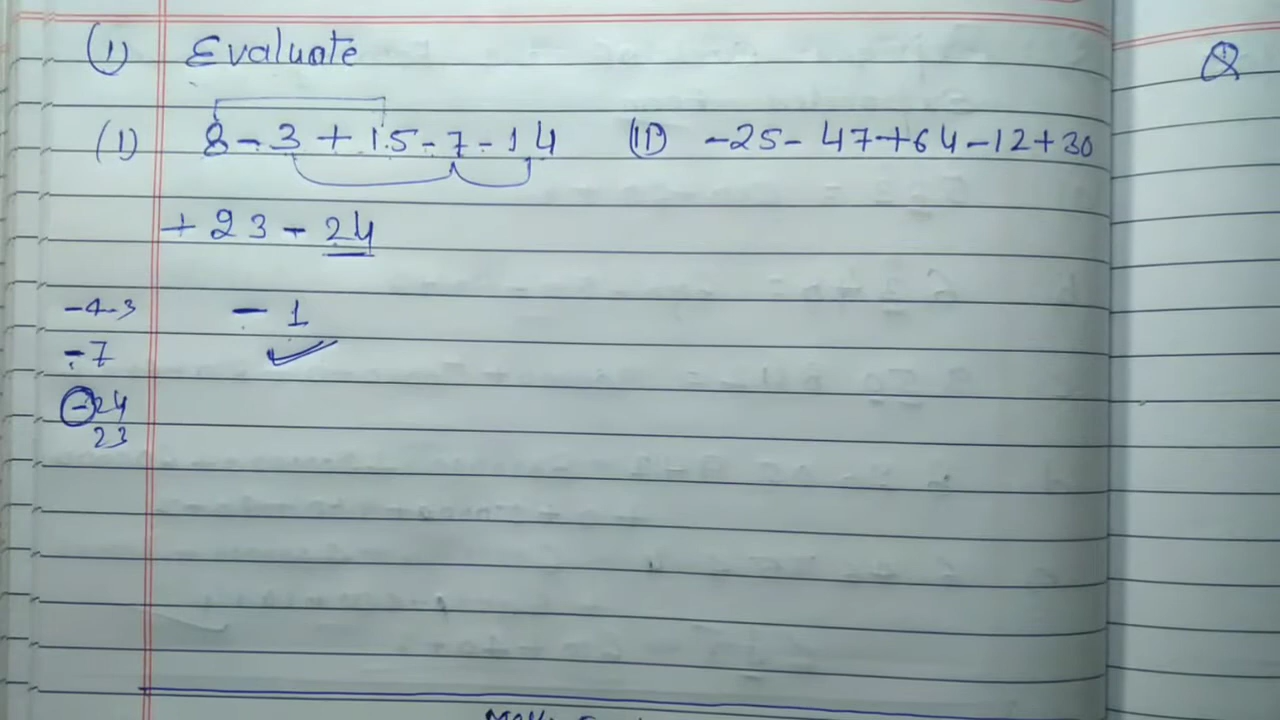 (1) Evaluate
(1) 8 - 3 + 15 - 7 - 14 (11) -25 - 47 + 64 - 12 + 30
+ 23 - 24
-4-3 - 1
-7
-24
23